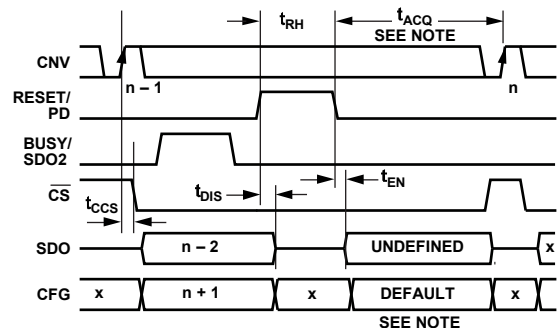 tRH
tACQ
SEE NOTE
CNV
n – 1
n
RESET/
PD
BUSY/
SDO2
tEN
CS
tDIS
tCCS
SDO
n – 2
UNDEFINED
x
CFG
x
n + 1
x
DEFAULT
x
SEE NOTE